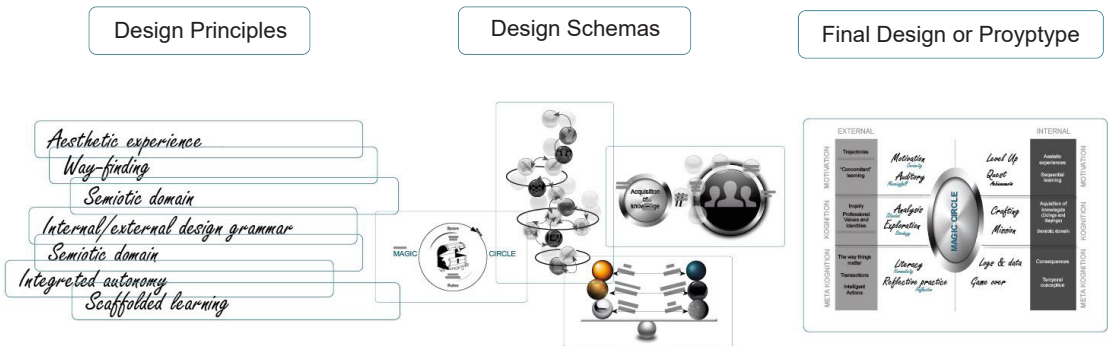 Design Principles
Design Schemas
Final Design or Proyptype
Aesthetic experience
Way-finding
Semiotic domain
Internal/external design grammar
Semiotic domain
Integreted autonomy
Scaffolded learning
MAGIC
CIRCLE
Space
Rules
Acquisition
of
knowledge
#
#
EXTERNAL
INTERNAL
MOTIVATION
KOGNITION
META KOGNITION
Trajectories
"Concomitant"
learning
Inquiry
Professional
Values and
identities
The way things
matter
Transactions
Intelligent
Actions
Motivation
Curiosity
Auditory
Meaningfull
Analysis
Exploration
Strategy
Literacy
Reflective practice
MAGIC CIRCLE
Level Up
Quest
Crafting
Mission
Logs & data
Game over
experiences
Sequential
learning
knowledge
(Doings and
Sayings)
Semiotic domain
Consequences
Temporal
conception
MOTIVATION
KOGNITION
META KOGNITION